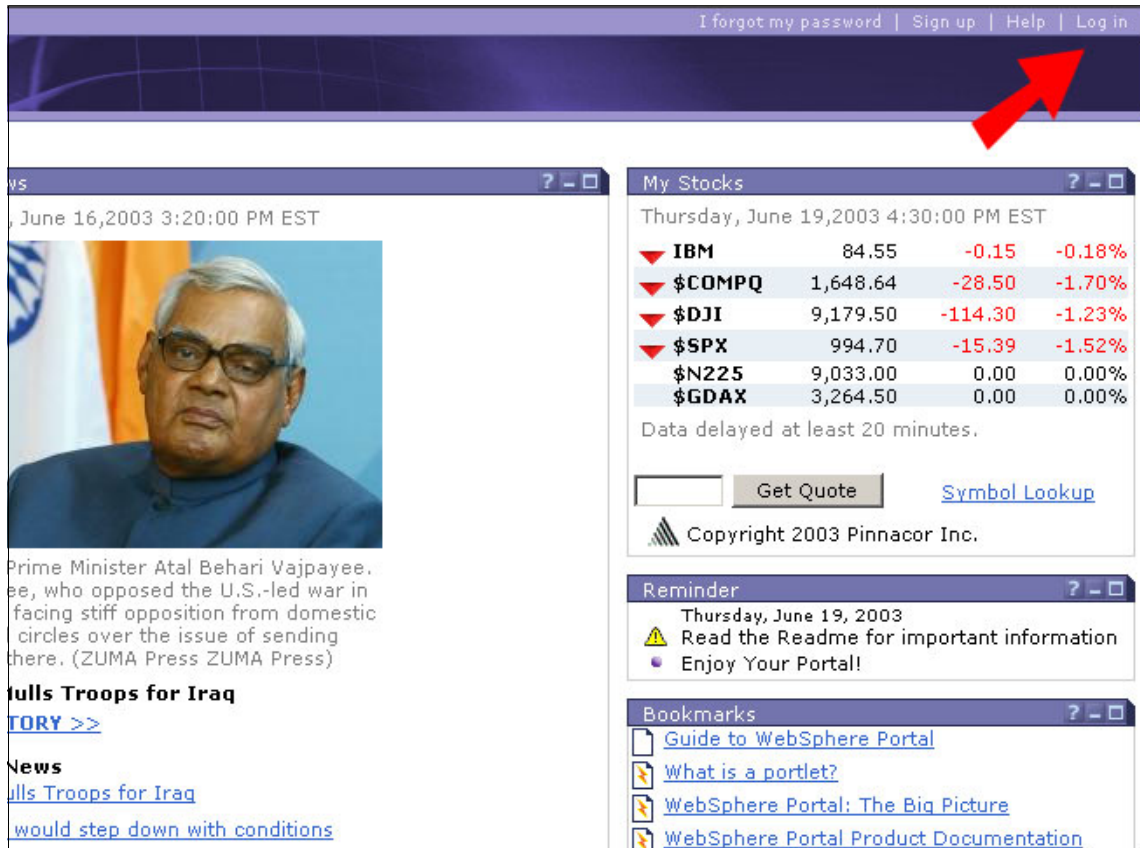 I forgot my password | Sign up | Help | Log in
ws
, June 16,2003 3:20:00 PM EST
Prime Minister Atal Behari Vajpayee.
ee, who opposed the U.S.-led war in
facing stiff opposition from domestic
circles over the issue of sending
there. (ZUMA Press ZUMA Press)
Mulls Troops for Iraq
TORY >>
News
ulls Troops for Iraq
would step down with conditions
My Stocks ? 
Thursday, June 19,2003 4:30:00 PM EST
IBM 84.55 -0.15 -0.18%
$COMPQ 1,648.64 -28.50 -1.70%
$DJI 9,179.50 -114.30 -1.23%
$SPX 994.70 -15.39 -1.52%
$N225 9,033.00 0.00 0.00%
$GDAX 3,264.50 0.00 0.00%
Data delayed at least 20 minutes.
Get Quote Symbol Lookup
Copyright 2003 Pinnacor Inc.
Reminder ?
Thursday, June 19, 2003
Read the Readme for important information
Enjoy Your Portal!
Bookmarks ?
Guide to WebSphere Portal
What is a portlet?
WebSphere Portal: The Big Picture
WebSphere Portal Product Documentation